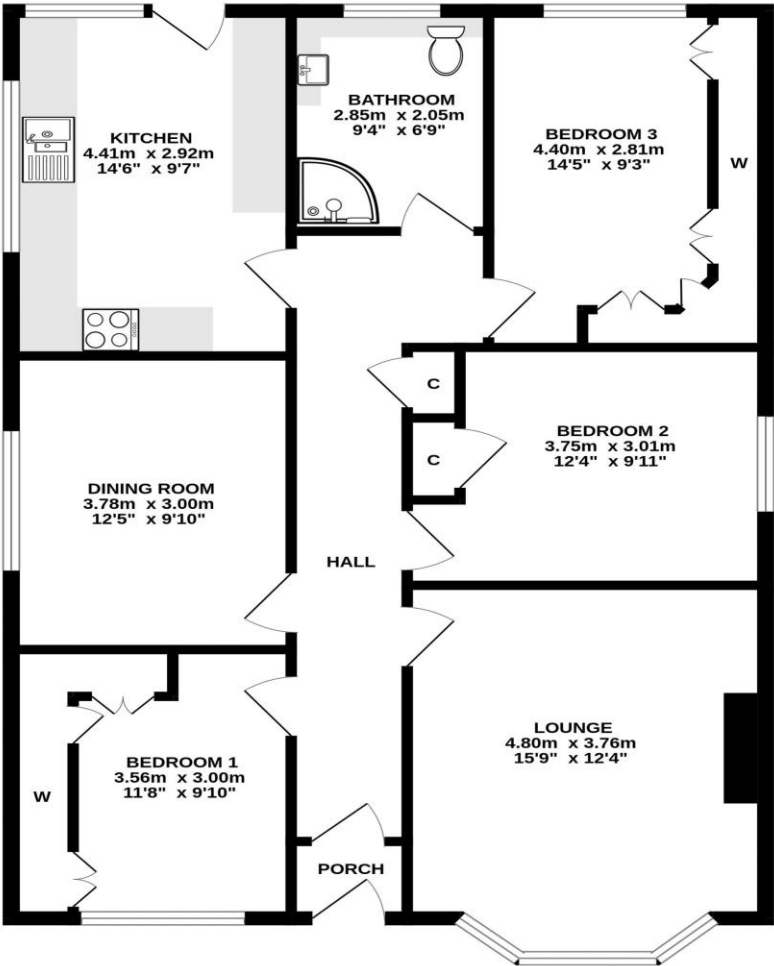 KITCHEN
4.41m x 2.92m
14'6" x 9'7"
BATHROOM
2.85m x 2.05m
9'4" x 6'9"
BEDROOM 3
4.40m x 2.81m
14'5" x 9'3"
W
C
C
BEDROOM 2
3.75m x 3.01m
12'4" x 9'11"
DINING ROOM
3.78m x 3.00m
12'5" x 9'10"
HALL
LOUNGE
4.80m x 3.76m
15'9" x 12'4"
BEDROOM 1
3.56m x 3.00m
11'8" x 9'10"
W
PORCH